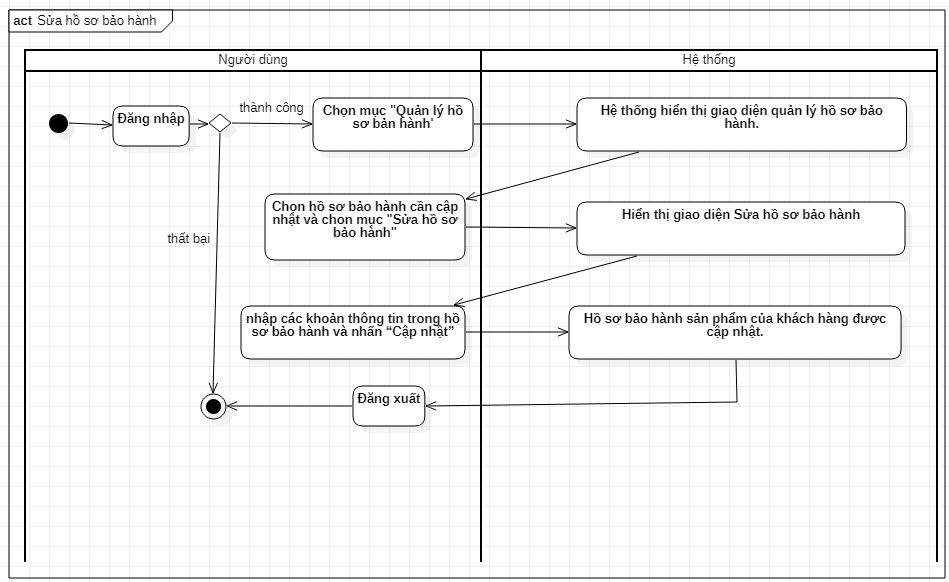 act Sửa hồ sơ bảo hành
Người dùng
Hệ thống
Đăng nhập
thành công
Chọn mục "Quản lý hồ
sơ bản hành'
Hệ thống hiển thị giao diện quản lý hồ sơ bảo
hành.
Chọn hồ sơ bảo hành cần cập
nhật và chọn mục "Sửa hồ sơ
bảo hành"
Hiển thị giao diện Sửa hồ sơ bảo hành
thất bại
nhập các khoản thông tin trong hồ
sơ bảo hành và nhấn “Cập nhật”
Hồ sơ bảo hành sản phẩm của khách hàng được
cập nhật.
Đăng xuất